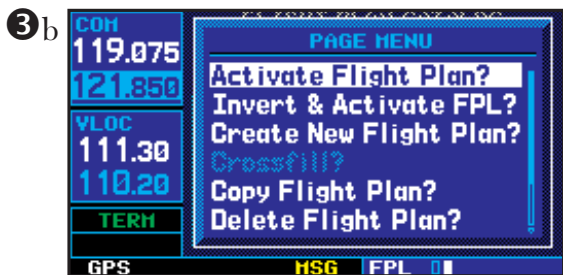 3 b
COM
119.075
121.850
VLOC
111.30
110.20
TERM
GPS
PAGE MENU
Activate Flight Plan?
Invert & Activate FPL?
Create New Flight Plan?
Crossfill?
Copy Flight Plan?
Delete Flight Plan?
MSG
FPL